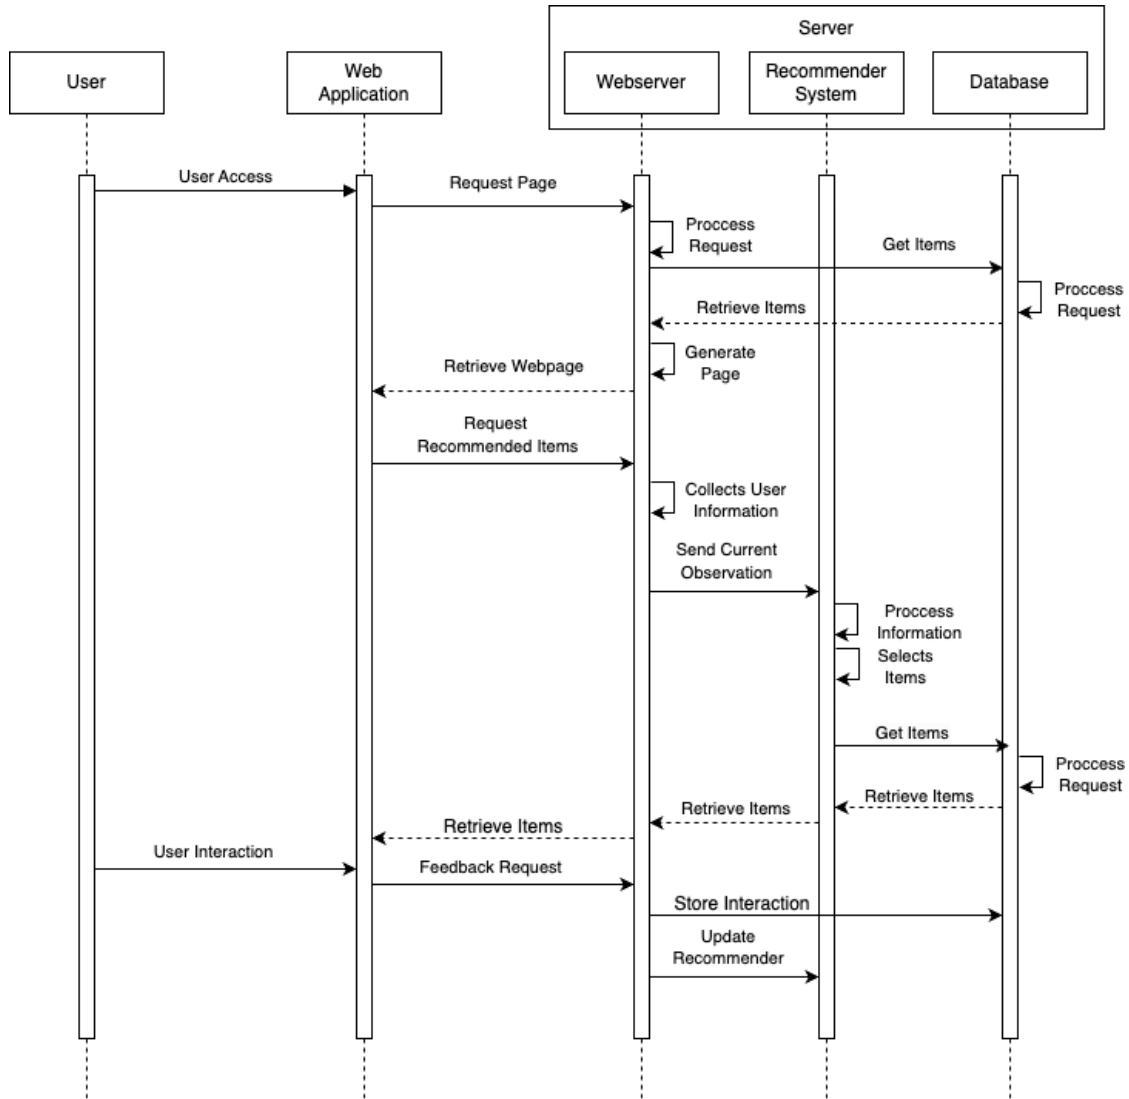 Server
User
Web
Application
Webserver
Recommender
System
Database
User Access
Request Page
Proccess
Request
Get Items
Proccess
Request
Retrieve Items
Generate
Page
Retrieve Webpage
Request
Recommended Items
Collects User
Information
Send Current
Observation
Proccess
Information
Selects
Items
Get Items
Proccess
Request
Retrieve Items
Retrieve Items
Retrieve Items
User Interaction
Feedback Request
Store Interaction
Update
Recommender